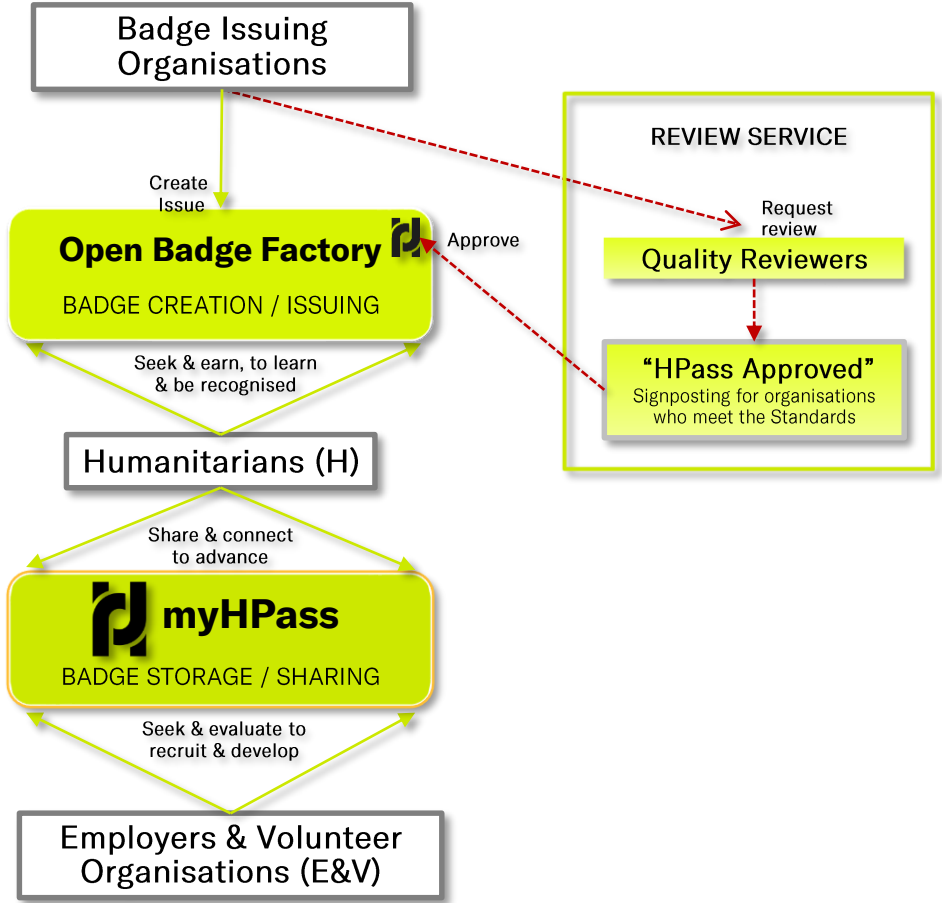 Badge Issuing
Organisations
REVIEW SERVICE
Create
Issue
Request
review
Open Badge Factory
Approve
Quality Reviewers
BADGE CREATION / ISSUING
Seek & earn, to learn
& be recognised
“HPass Approved”
Signposting for organisations
who meet the Standards
Humanitarians (H)
Share & connect
to advance
myHPass
BADGE STORAGE / SHARING
Seek & evaluate to
recruit & develop
Employers & Volunteer
Organisations (E&V)